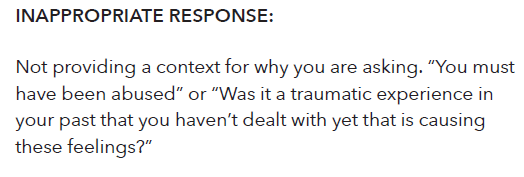 INAPPROPRIATE RESPONSE:
Not providing a context for why you are asking. “You must
have been abused” or “Was it a traumatic experience in
your past that you haven’t dealt with yet that is causing
these feelings?”